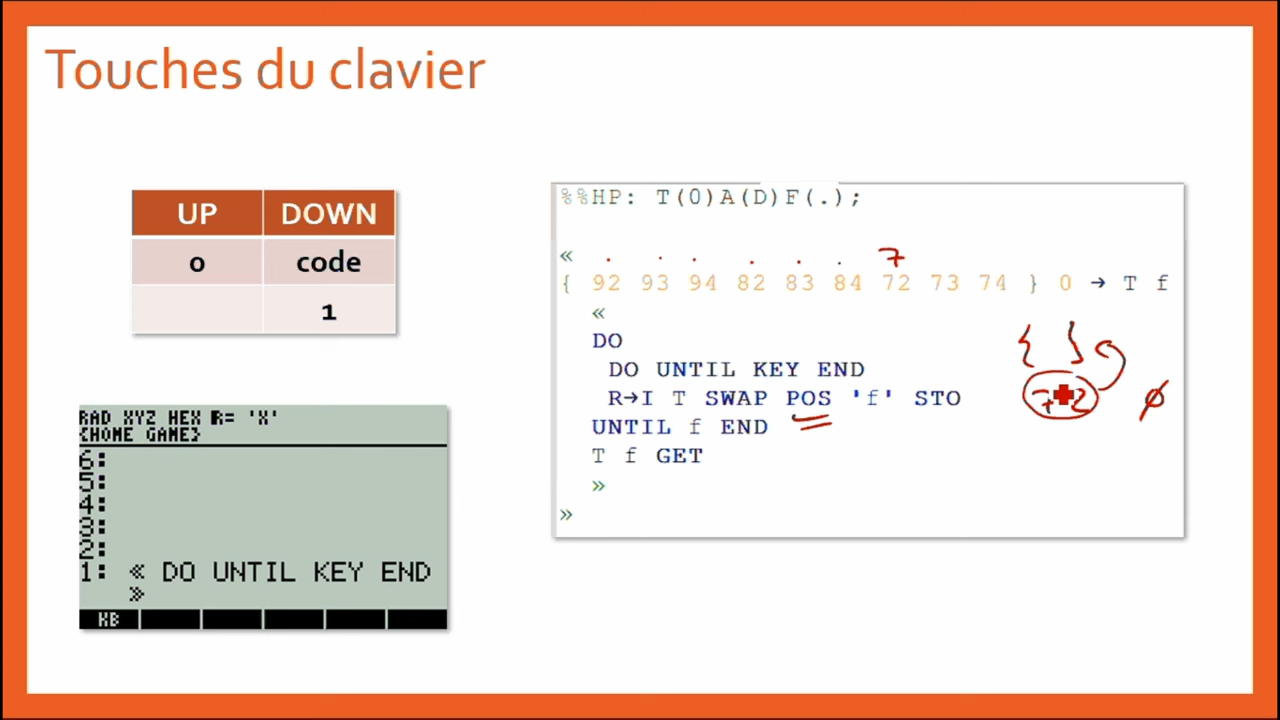 Touches du clavier
UP DOWN
0 code
1
%%HP: T(0)A(D)F(.);
«
7
{ 92 93 94 82 83 84 72 73 74 } 0 → T f
«
DO
DO UNTIL KEY END
R→I T SWAP POS 'f' STO
UNTIL f END
T f GET
»
»
{ }
72
0
RAD XYZ HEX R= 'X'
{HOME GAME}
6:
5:
4:
3:
2:
1: « DO UNTIL KEY END
»
KB